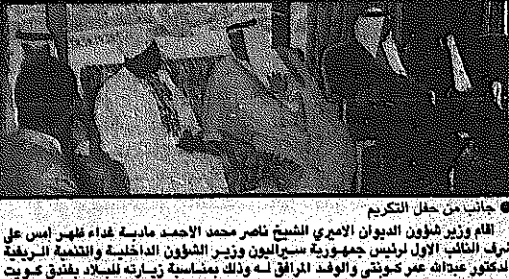 ● جانب من حفل التكريم
اقام وزير شؤون الديوان الاميري الشيخ ناصر محمد الاحمد مادبة غداء ظهر امس على
شرف النائب الاول لرئيس جمهورية سيراليون وزير الشؤون الداخلية والتنمية الريفية
الدكتور عبدالله عمر كونتي والوفد المرافق له وذلك بمناسبة زيارته للبلاد بفندق كويت